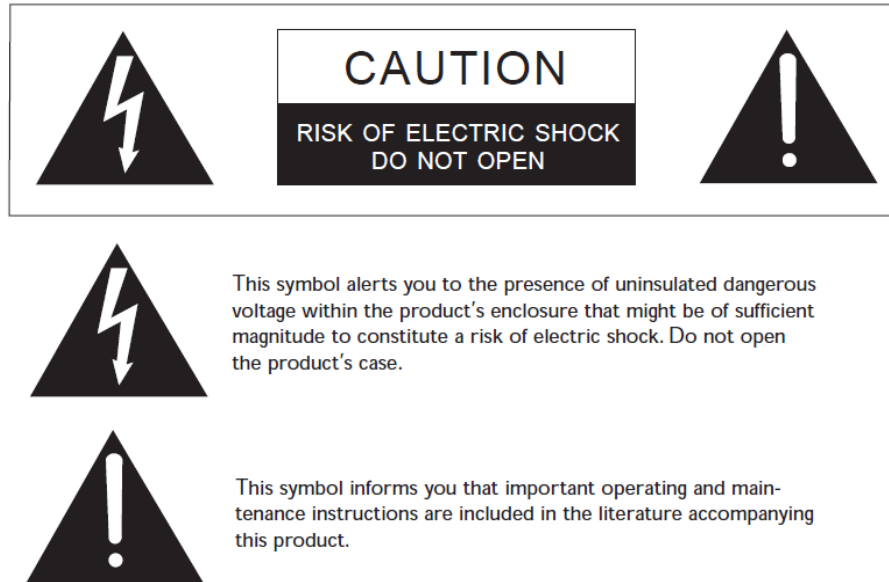 CAUTION
RISK OF ELECTRIC SHOCK
DO NOT OPEN
This symbol alerts you to the presence of uninsulated dangerous
voltage within the product's enclosure that might be of sufficient
magnitude to constitute a risk of electric shock. Do not open
the product's case.
This symbol informs you that important operating and main-
tenance instructions are included in the literature accompanying
this product.